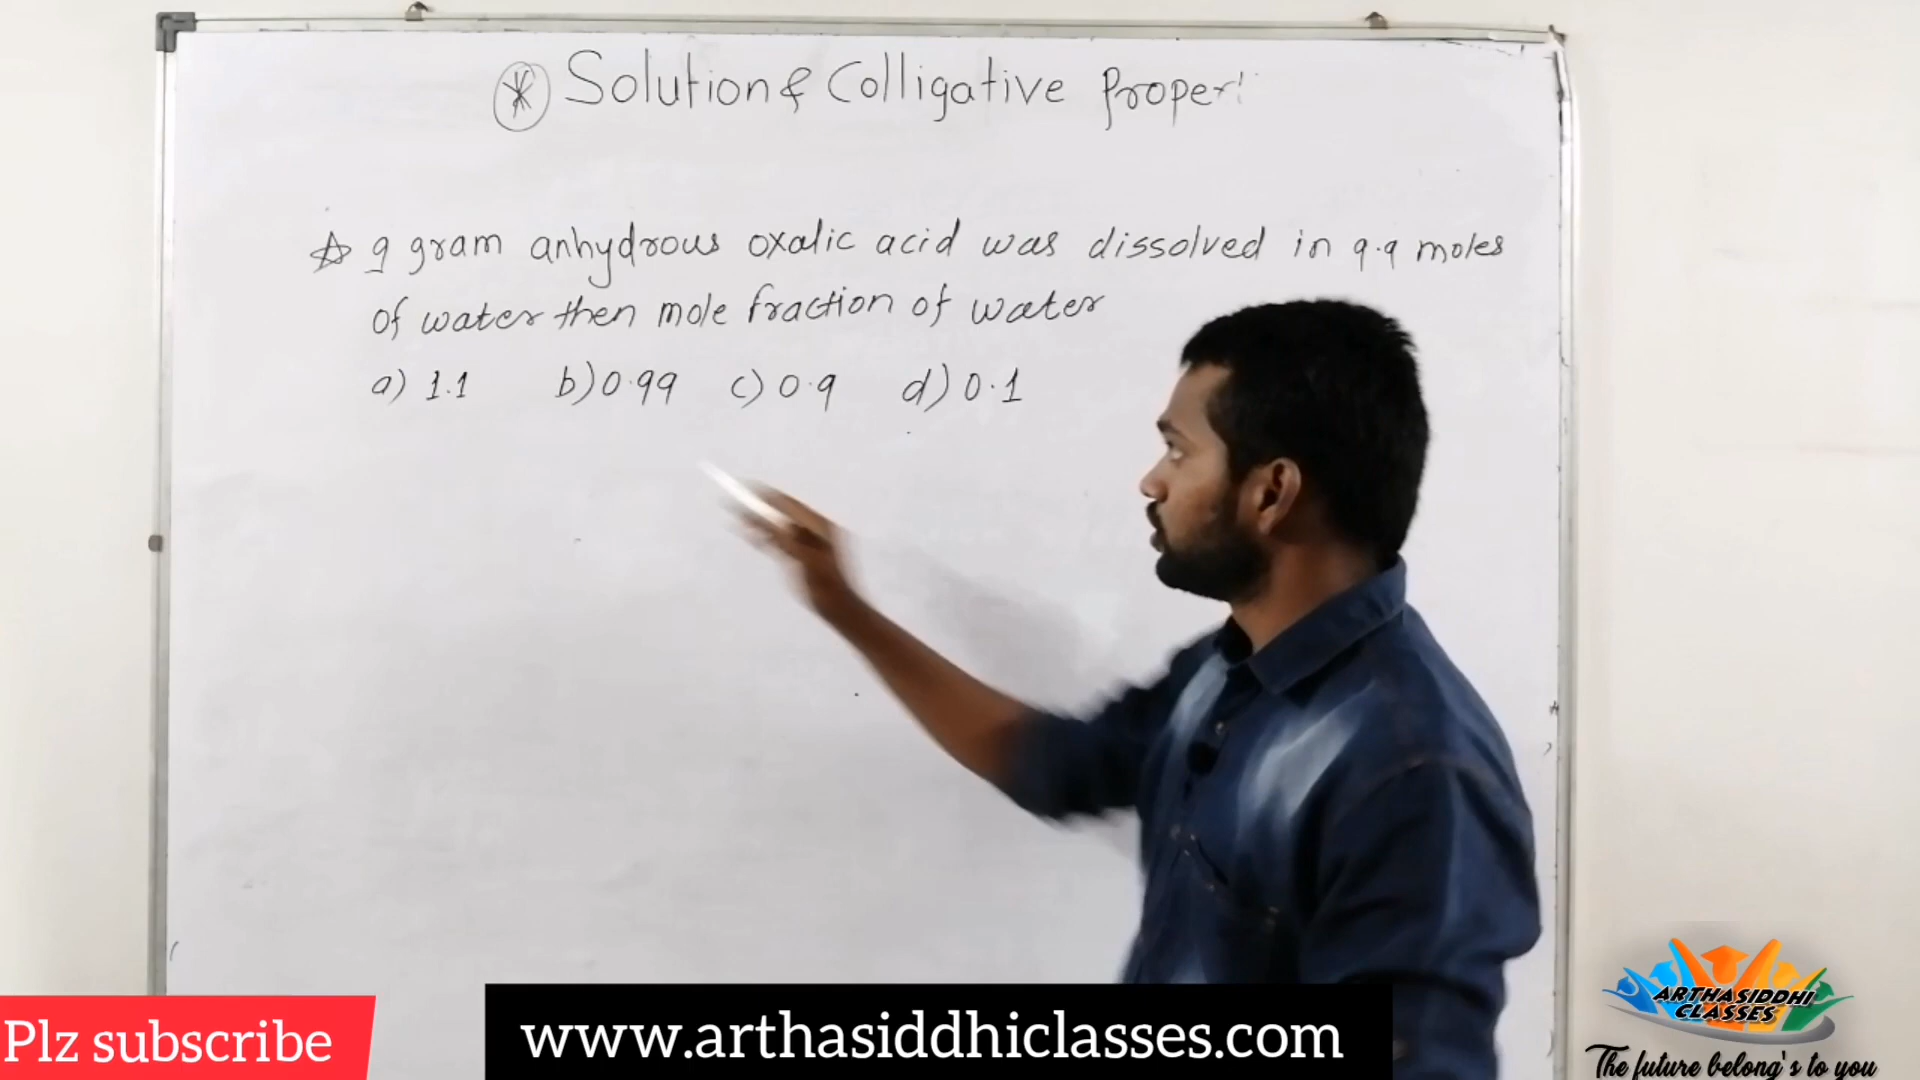 Solution & Colligative Proper
9 gram anhydrous oxalic acid was dissolved in 9.9 moles
of water then mole fraction of water
a) 1.1 b) 0.99 c) 0.9 d) 0.1
Plz subscribe
www.arthasiddhiclasses.com
ARTHASIDDHI
CLASSES
The future belong's to you